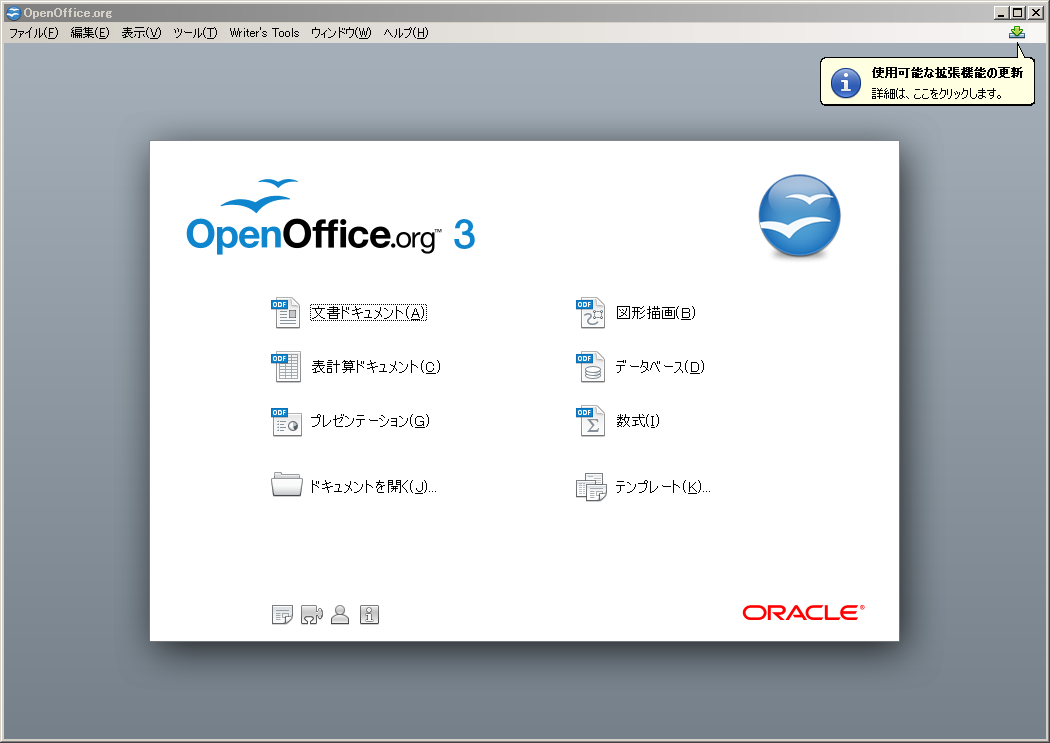 OpenOffice.org
ファイル(F) 編集(E) 表示(V) ツール(T) Writer's Tools ウィンドウ(W) ヘルプ(H)
使用可能な拡張機能の更新
詳細は、ここをクリックします。
OpenOffice.org™ 3
ODF 文書ドキュメント(A)
ODF 図形描画(B)
ODF 表計算ドキュメント(C)
ODF データベース(D)
ODF プレゼンテーション(G)
ODF 数式(I)
ドキュメントを開く(J)...
テンプレート(K)...
ORACLE®